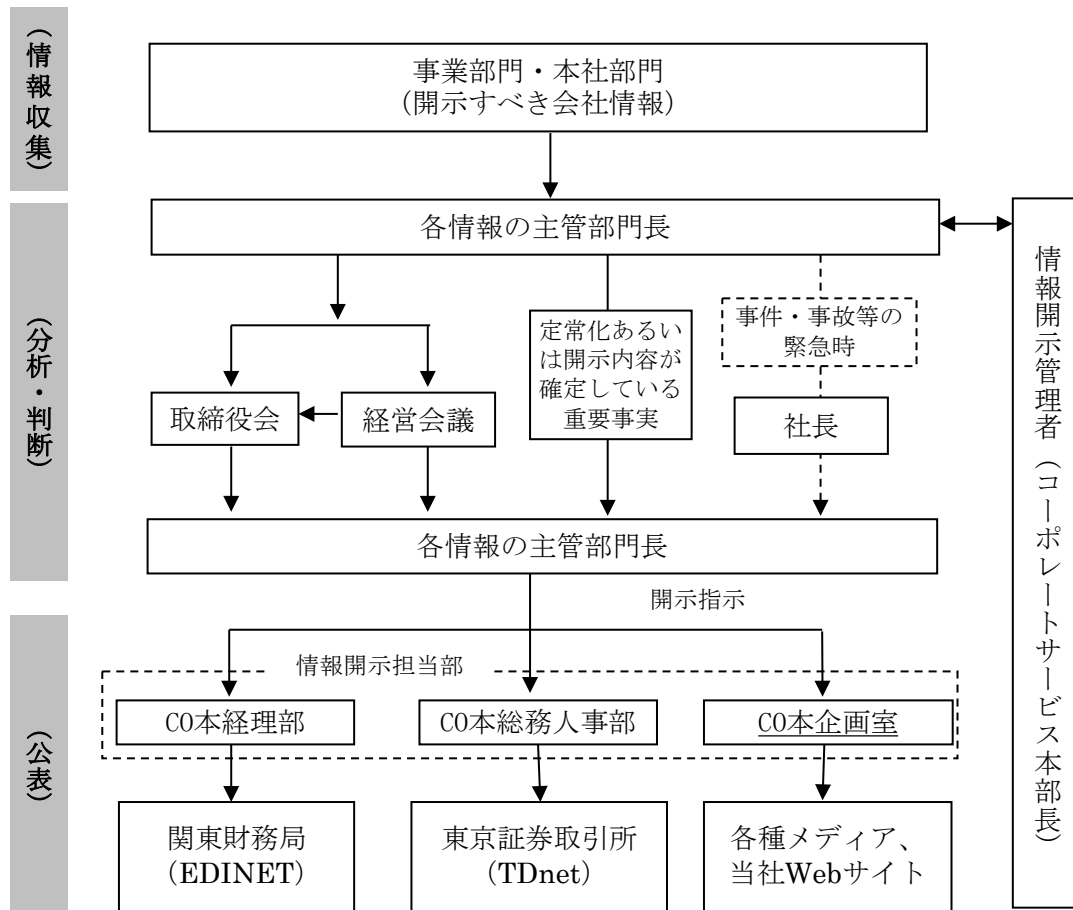 (情報収集)
事業部門・本社部門
(開示すべき会社情報)
(分析・判断)
各情報の主管部門長
事件・事故等の
緊急時
定常化あるい
は開示内容が
確定している
重要事実
取締役会
経営会議
社長
各情報の主管部門長
開示指示
(公表)
情報開示担当部
CO本経理部
CO本総務人事部
CO本企画室
関東財務局
(EDINET)
東京証券取引所
(TDnet)
各種メディア、
当社Webサイト
情報開示管理者(コーポレートサービス本部長)